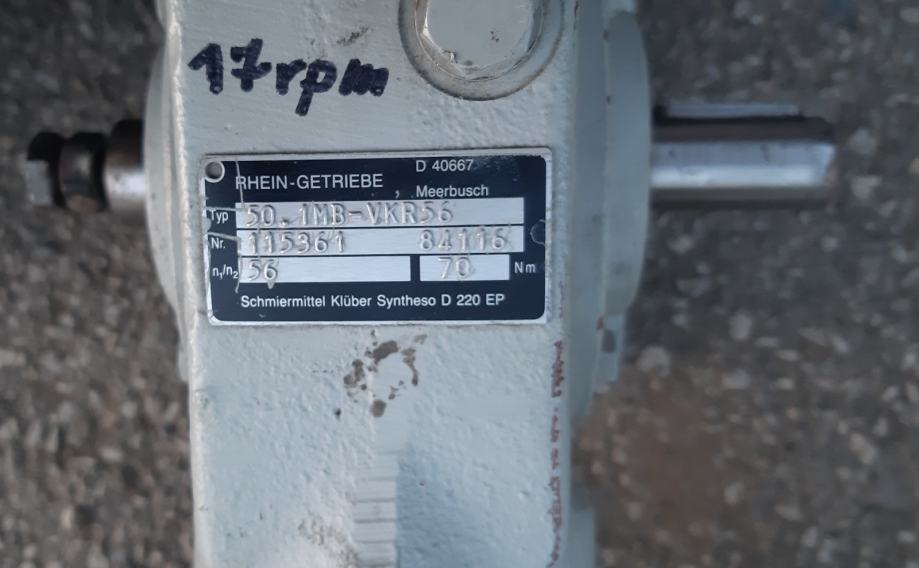 17rpm
RHEIN-GETRIEBE D 40667
Meerbusch
Typ 50.1MB-VKR56
Nr. 115361 84116
n₁/n₂ 56 70 Nm
Schmiermittel Klüber Syntheso D 220 EP